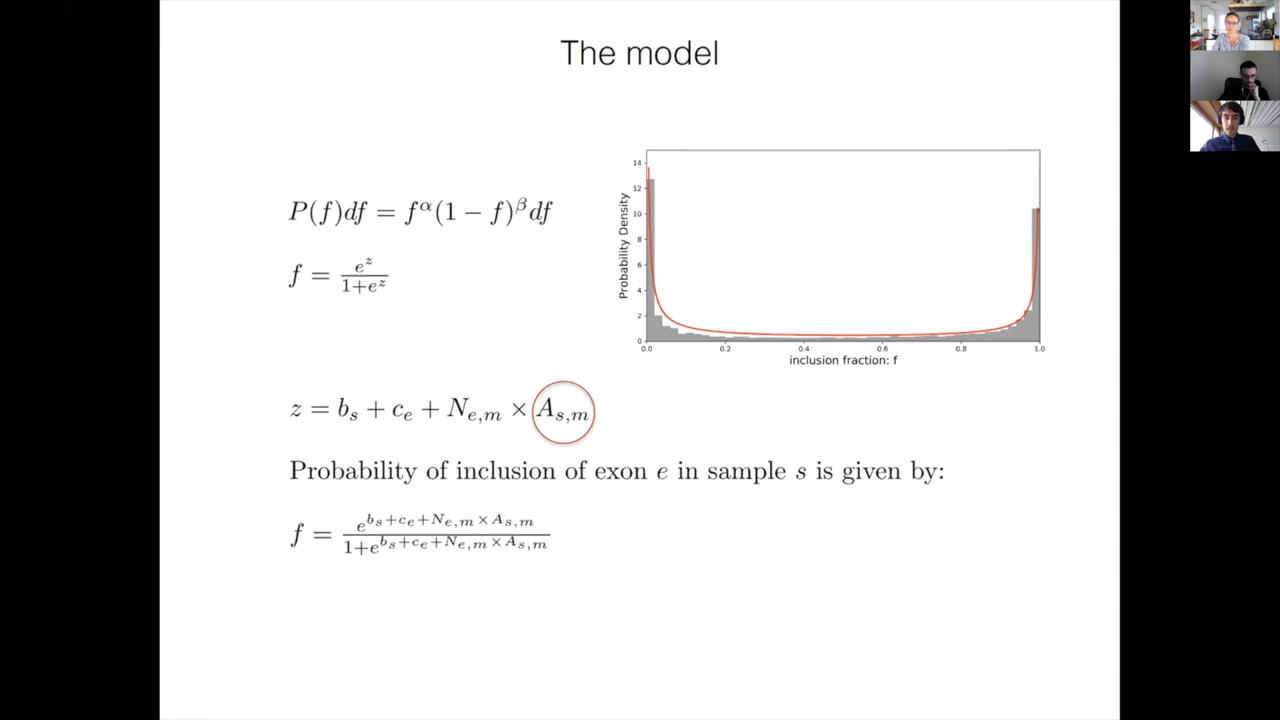 The model
P(f)df = f^α(1 − f)^β df
f = e^z / 1+e^z
14
12
10
8
6
4
2
0
Probability Density
0.0 0.2 0.4 0.6 0.8 1.0
inclusion fraction: f
z = b_s + c_e + N_{e,m} × A_{s,m}
Probability of inclusion of exon e in sample s is given by:
f = e^{b_s+c_e+N_{e,m}×A_{s,m}} / 1+e^{b_s+c_e+N_{e,m}×A_{s,m}}